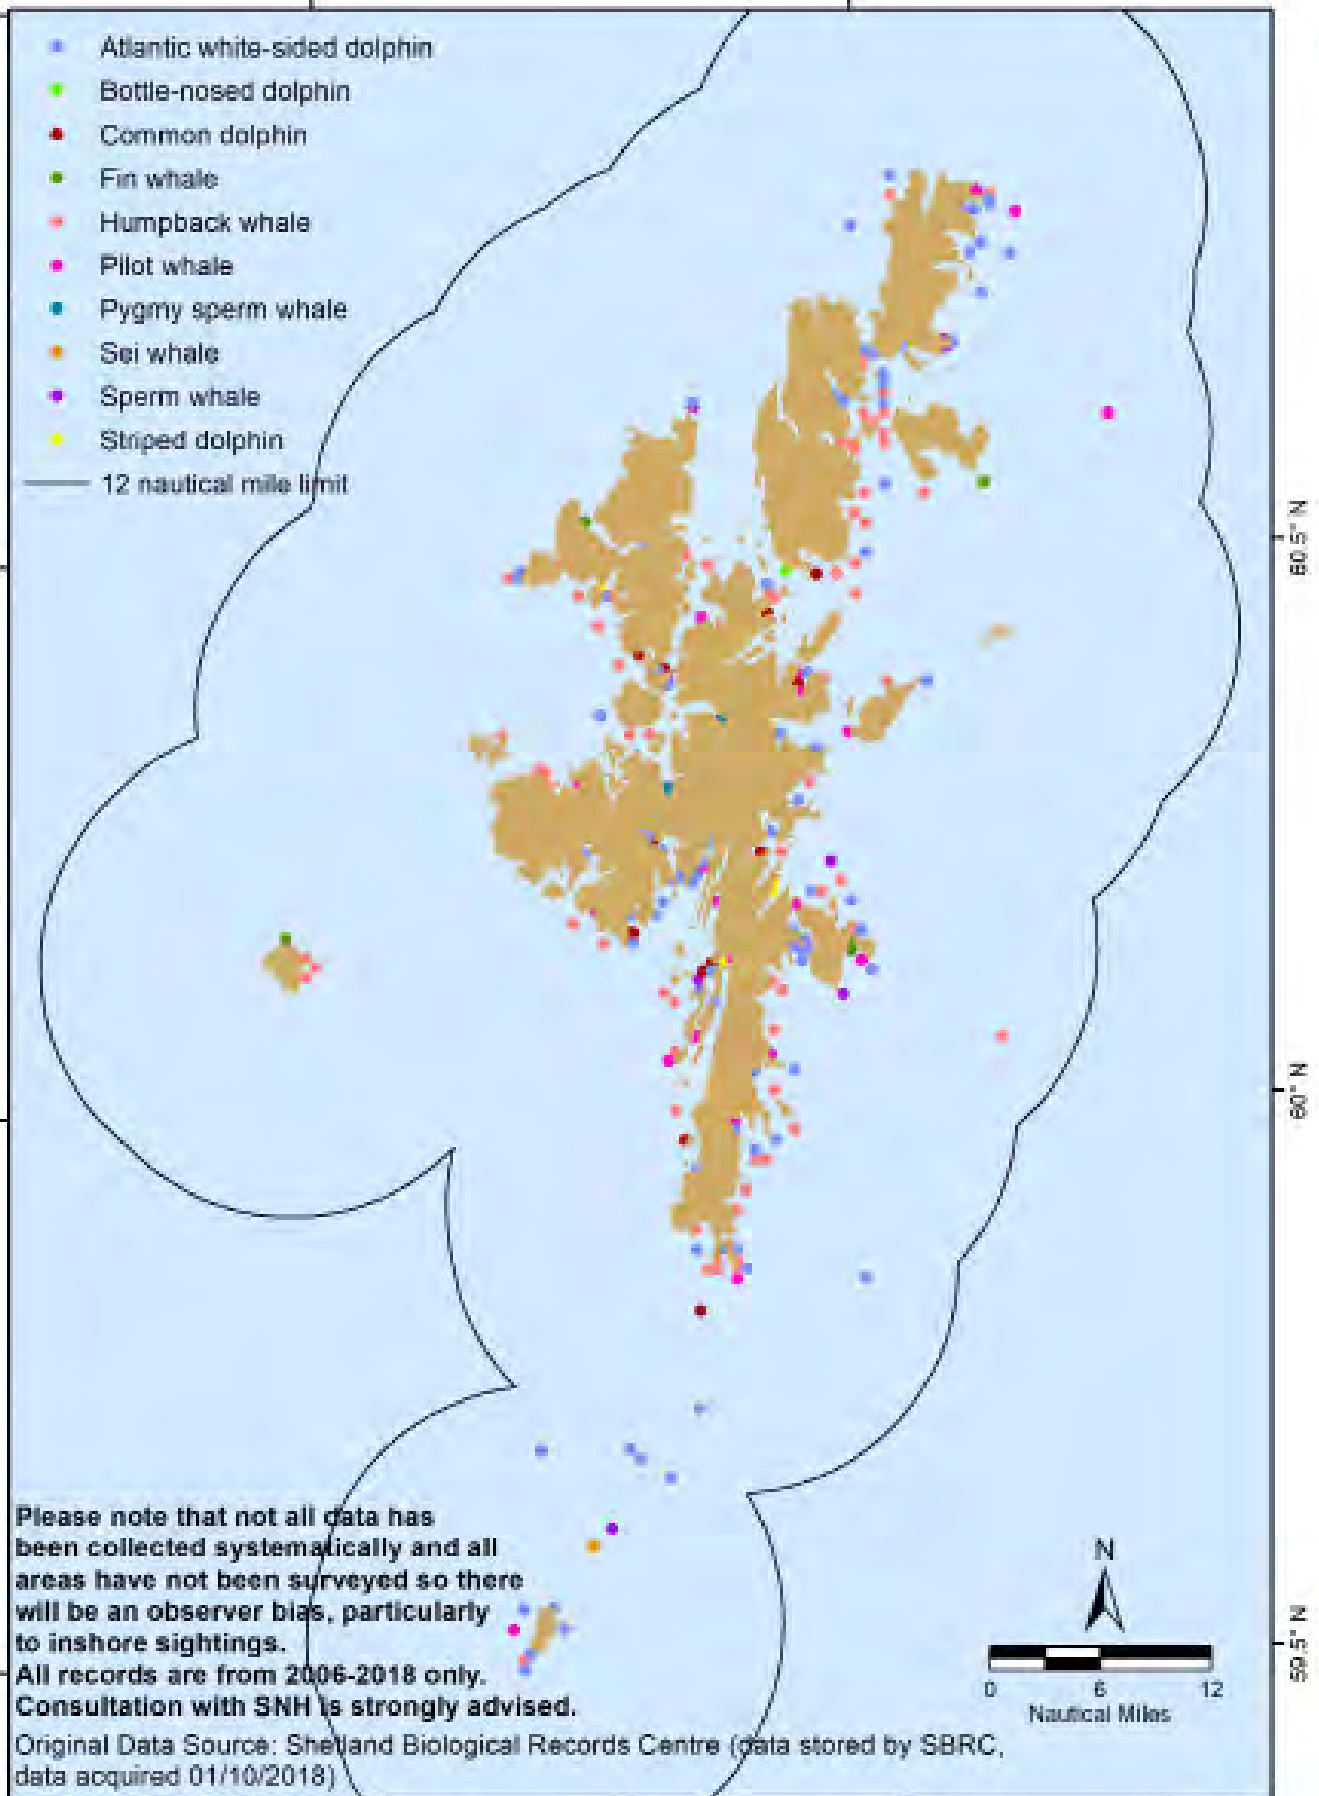 Atlantic white-sided dolphin
Bottle-nosed dolphin
Common dolphin
Fin whale
Humpback whale
Pilot whale
Pygmy sperm whale
Sei whale
Sperm whale
Striped dolphin
12 nautical mile limit
60.5°N
60°N
59.5°N
Please note that not all data has
been collected systematically and all
areas have not been surveyed so there
will be an observer bias, particularly
to inshore sightings.
All records are from 2006-2018 only.
Consultation with SNH is strongly advised.
Original Data Source: Shetland Biological Records Centre (data stored by SBRC,
data acquired 01/10/2018)
N
0 6 12
Nautical Miles